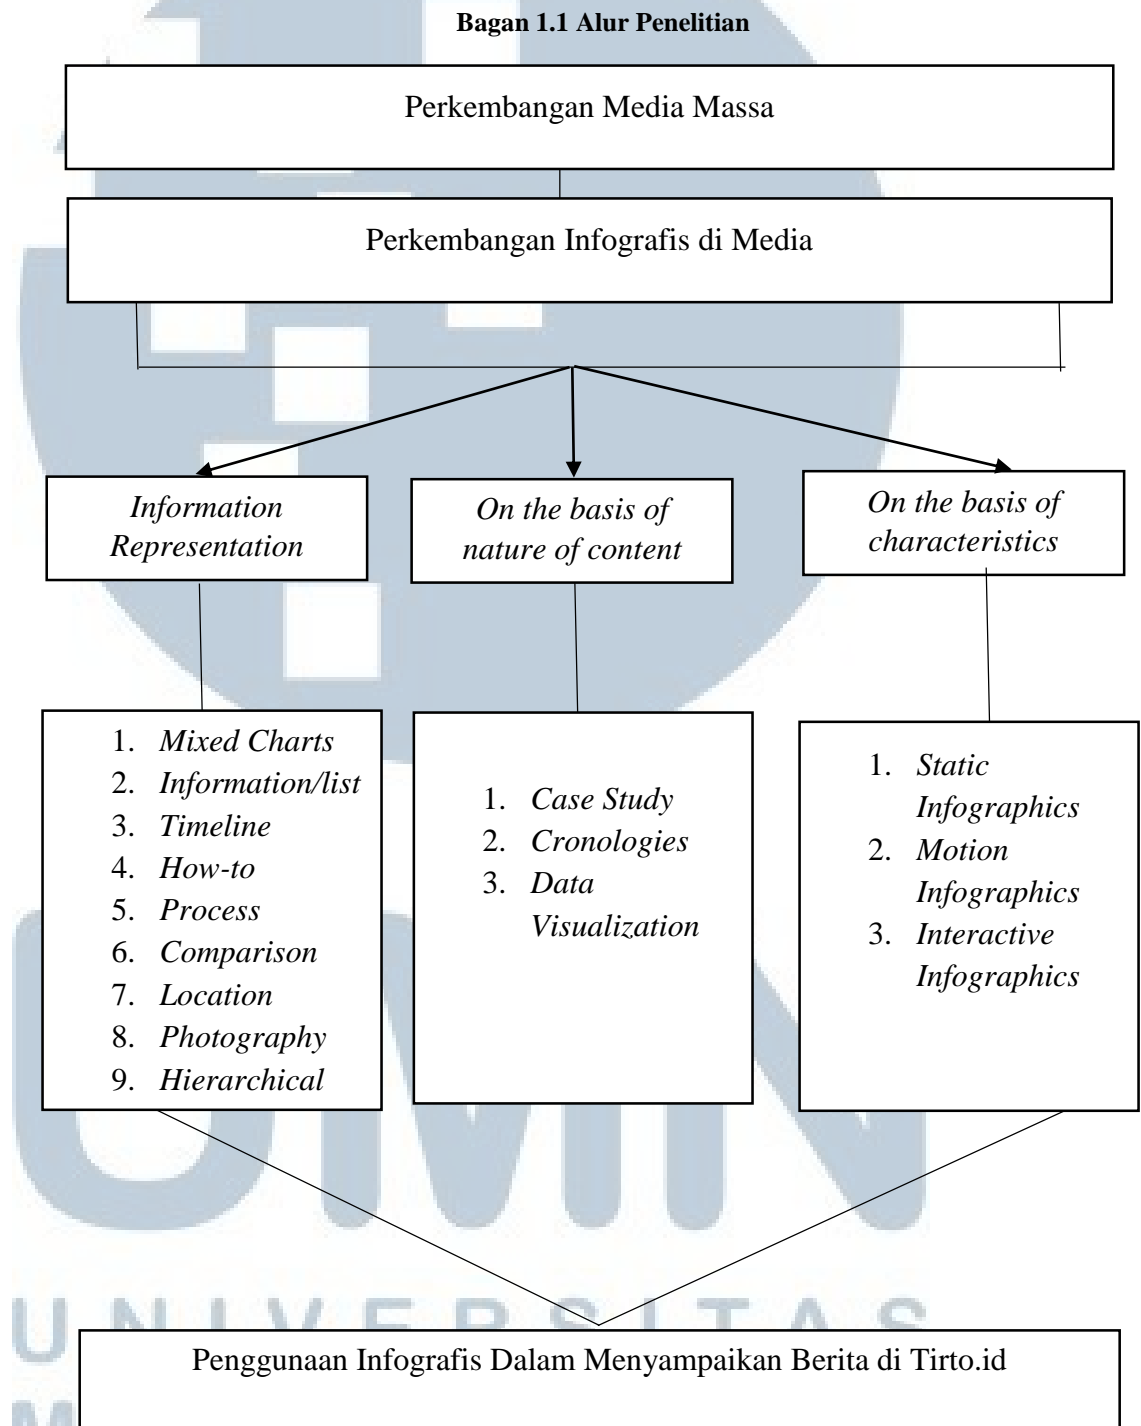 Bagan 1.1 Alur Penelitian
Perkembangan Media Massa
Perkembangan Infografis di Media
Information
Representation
On the basis of
nature of content
On the basis of
characteristics
1. Mixed Charts
2. Information/list
3. Timeline
4. How-to
5. Process
6. Comparison
7. Location
8. Photography
9. Hierarchical
1. Case Study
2. Cronologies
3. Data
Visualization
1. Static
Infographics
2. Motion
Infographics
3. Interactive
Infographics
UMN
UNIVERSITAS
Penggunaan Infografis Dalam Menyampaikan Berita di Tirto.id